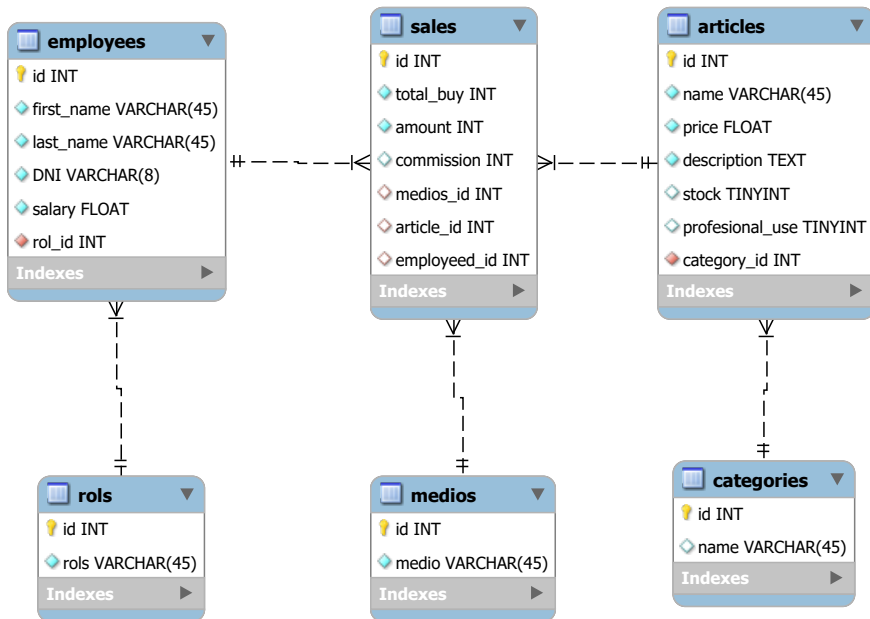 employees
id INT
first_name VARCHAR(45)
last_name VARCHAR(45)
DNI VARCHAR(8)
salary FLOAT
rol_id INT
Indexes
sales
id INT
total_buy INT
amount INT
commission INT
medios_id INT
article_id INT
employeed_id INT
Indexes
articles
id INT
name VARCHAR(45)
price FLOAT
description TEXT
stock TINYINT
profesional_use TINYINT
category_id INT
Indexes
rols
id INT
rols VARCHAR(45)
Indexes
medios
id INT
medio VARCHAR(45)
Indexes
categories
id INT
name VARCHAR(45)
Indexes